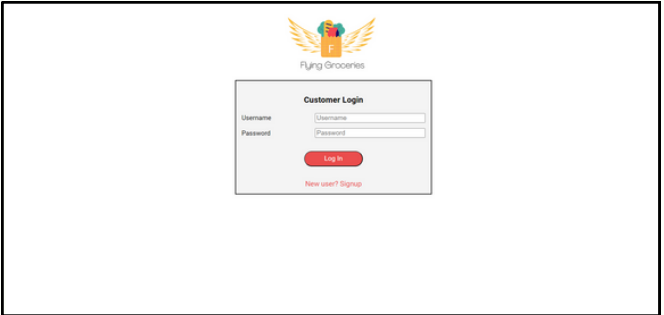 F
Flying Groceries
Customer Login
Username Username
Password Password
Log In
New user? Signup